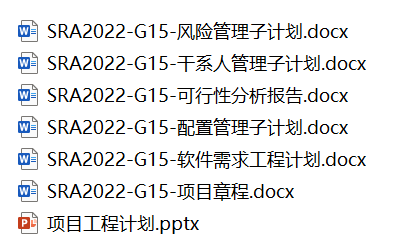 SRA2022-G15-风险管理子计划.docx
SRA2022-G15-干系人管理子计划.docx
SRA2022-G15-可行性分析报告.docx
SRA2022-G15-配置管理子计划.docx
SRA2022-G15-软件需求工程计划.docx
SRA2022-G15-项目章程.docx
项目工程计划.pptx